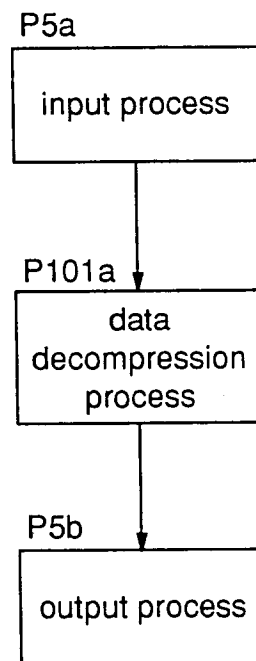 P5a
input process
P101a
data
decompression
process
P5b
output process